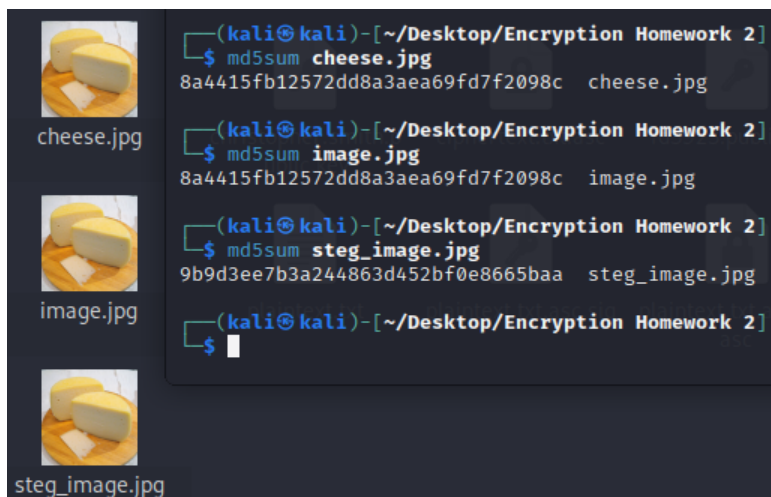 cheese.jpg
image.jpg
steg_image.jpg
┌──(kali㉿kali)-[~/Desktop/Encryption Homework 2]
└─$ md5sum cheese.jpg
8a4415fb12572dd8a3aea69fd7f2098c  cheese.jpg
┌──(kali㉿kali)-[~/Desktop/Encryption Homework 2]
└─$ md5sum image.jpg
8a4415fb12572dd8a3aea69fd7f2098c  image.jpg
┌──(kali㉿kali)-[~/Desktop/Encryption Homework 2]
└─$ md5sum steg_image.jpg
9b9d3ee7b3a244863d452bf0e8665baa  steg_image.jpg
┌──(kali㉿kali)-[~/Desktop/Encryption Homework 2]
└─$